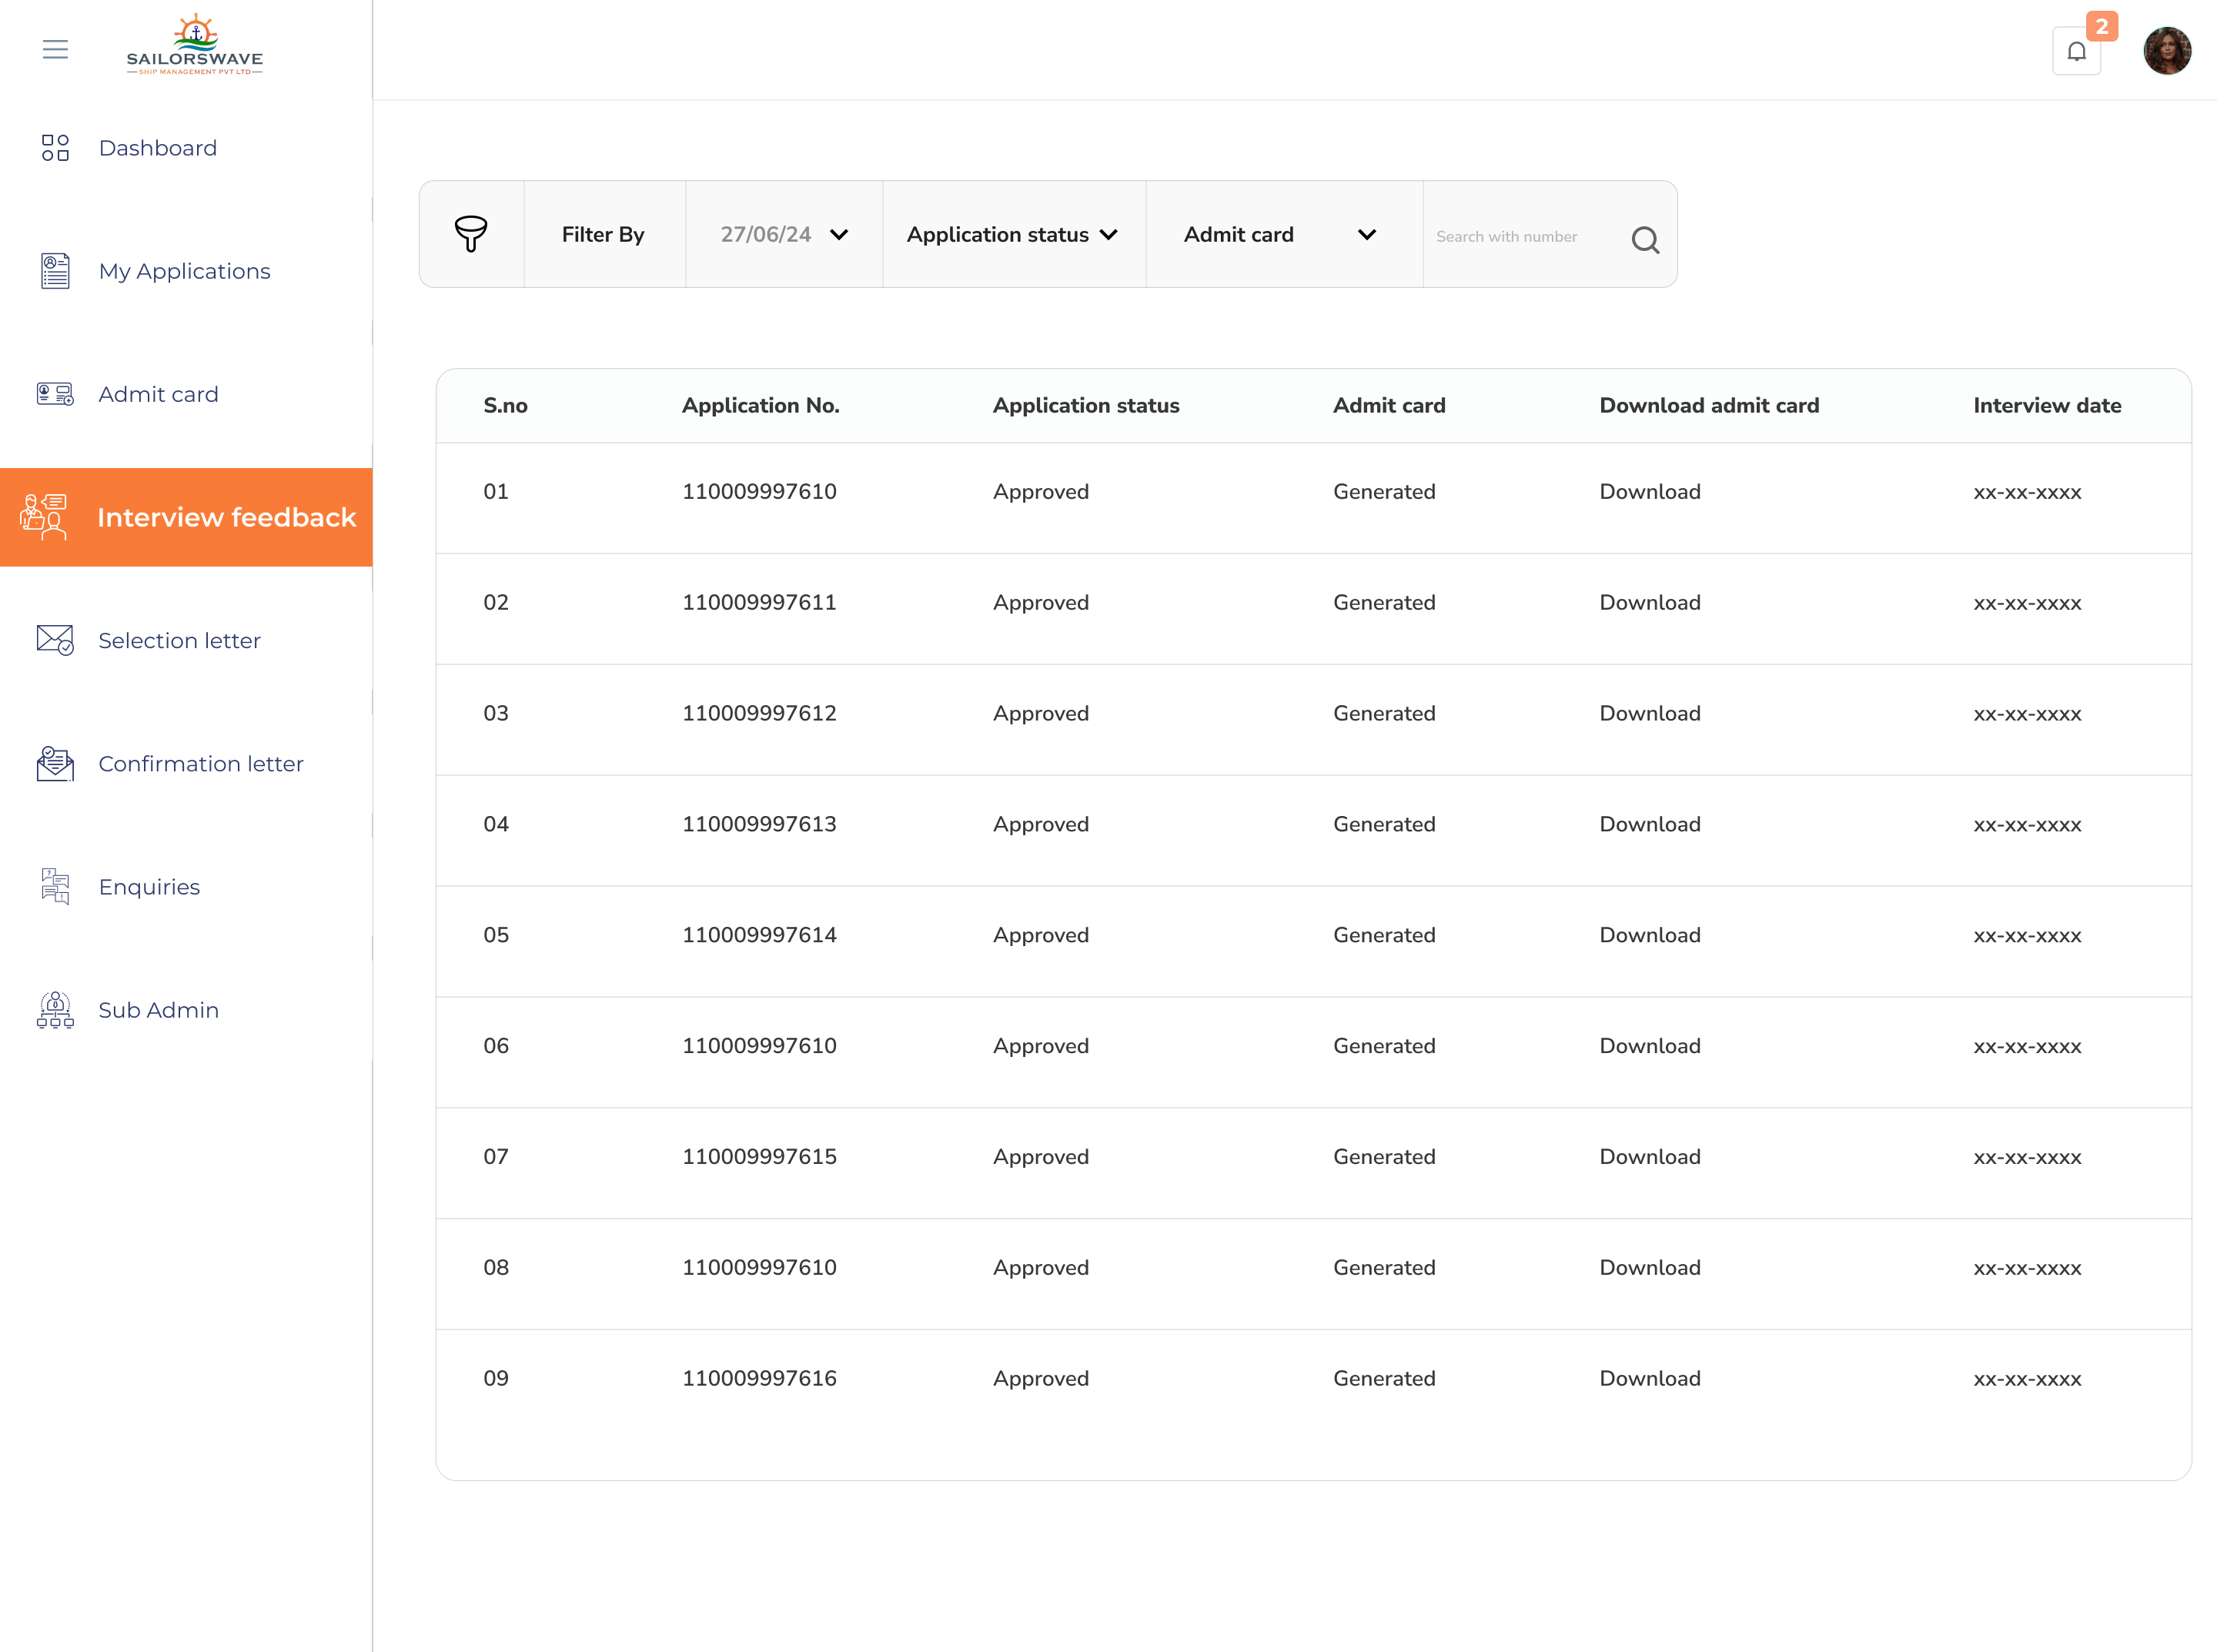 SAILORSWAVE
SHIP MANAGEMENT PVT LTD
2
Dashboard
My Applications
Admit card
Interview feedback
Selection letter
Confirmation letter
Enquiries
Sub Admin
Filter By 27/06/24 Application status Admit card Search with number
S.no Application No. Application status Admit card Download admit card Interview date
01 110009997610 Approved Generated Download xx-xx-xxxx
02 110009997611 Approved Generated Download xx-xx-xxxx
03 110009997612 Approved Generated Download xx-xx-xxxx
04 110009997613 Approved Generated Download xx-xx-xxxx
05 110009997614 Approved Generated Download xx-xx-xxxx
06 110009997610 Approved Generated Download xx-xx-xxxx
07 110009997615 Approved Generated Download xx-xx-xxxx
08 110009997610 Approved Generated Download xx-xx-xxxx
09 110009997616 Approved Generated Download xx-xx-xxxx